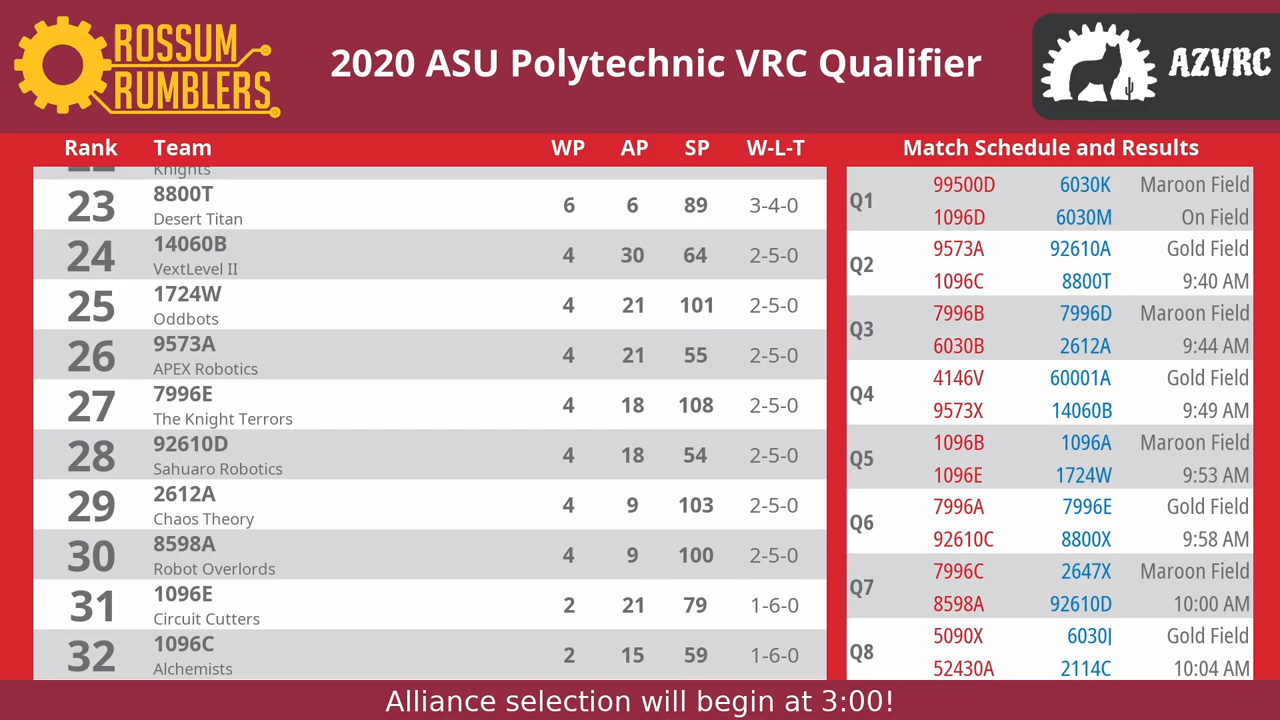 ROSSUM
RUMBLERS
2020 ASU Polytechnic VRC Qualifier
AZVRC
Rank Team WP AP SP W-L-T
Knights
23 8800T 6 6 89 3-4-0
Desert Titan
24 14060B 4 30 64 2-5-0
VextLevel II
25 1724W 4 21 101 2-5-0
Oddbots
26 9573A 4 21 55 2-5-0
APEX Robotics
27 7996E 4 18 108 2-5-0
The Knight Terrors
28 92610D 4 18 54 2-5-0
Sahuaro Robotics
29 2612A 4 9 103 2-5-0
Chaos Theory
30 8598A 4 9 100 2-5-0
Robot Overlords
31 1096E 2 21 79 1-6-0
Circuit Cutters
32 1096C 2 15 59 1-6-0
Alchemists
Match Schedule and Results
Q1 99500D 6030K Maroon Field
1096D 6030M On Field
Q2 9573A 92610A Gold Field
1096C 8800T 9:40 AM
Q3 7996B 7996D Maroon Field
6030B 2612A 9:44 AM
Q4 4146V 60001A Gold Field
9573X 14060B 9:49 AM
Q5 1096B 1096A Maroon Field
1096E 1724W 9:53 AM
Q6 7996A 7996E Gold Field
92610C 8800X 9:58 AM
Q7 7996C 2647X Maroon Field
8598A 92610D 10:00 AM
Q8 5090X 6030J Gold Field
52430A 2114C 10:04 AM
Alliance selection will begin at 3:00!